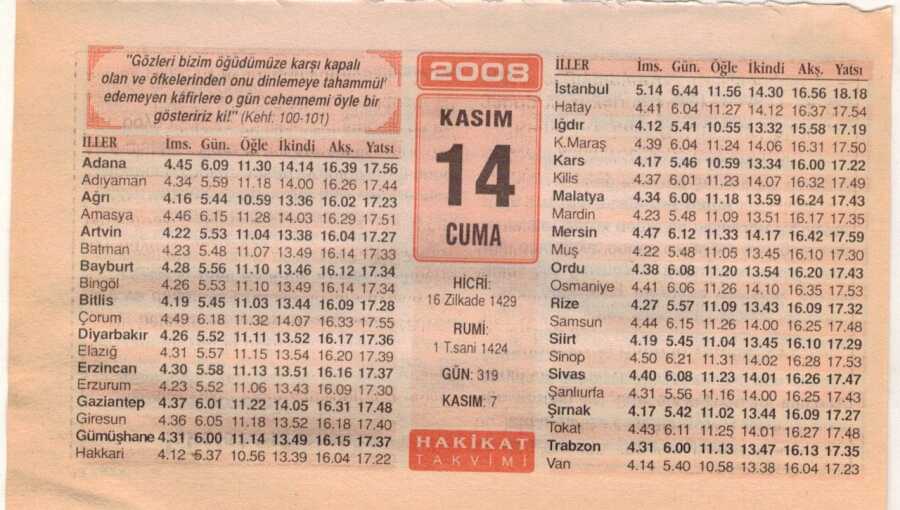 "Gözleri bizim öğüdümüze karşı kapalı
olan ve öfkelerinden onu dinlemeye tahammül'
edemeyen kâfirlere o gün cehennemi öyle bir
gösteririz ki!" (Kehf: 100-101)
İLLER İms. Gün. Öğle İkindi Akş. Yatsı
Adana 4.45 6.09 11.30 14.14 16.39 17.56
Adıyaman 4.34 5.59 11.18 14.00 16.26 17.44
Ağrı 4.16 5.44 10.59 13.36 16.02 17.23
Amasya 4.46 6.15 11.28 14.03 16.29 17.51
Artvin 4.22 5.53 11.04 13.38 16.04 17.27
Batman 4.23 5.48 11.07 13.49 16.14 17.33
Bayburt 4.28 5.56 11.10 13.46 16.12 17.34
Bingöl 4.26 5.53 11.10 13.49 16.14 17.34
Bitlis 4.19 5.45 11.03 13.44 16.09 17.28
Çorum 4.49 6.18 11.32 14.07 16.33 17.55
Diyarbakır 4.26 5.52 11.11 13.52 16.17 17.36
Elazığ 4.31 5.57 11.15 13.54 16.20 17.39
Erzincan 4.30 5.58 11.13 13.51 16.16 17.37
Erzurum 4.23 5.52 11.06 13.43 16.09 17.30
Gaziantep 4.37 6.01 11.22 14.05 16.31 17.48
Giresun 4.36 6.05 11.18 13.52 16.18 17.40
Gümüşhane 4.31 6.00 11.14 13.49 16.15 17.37
Hakkari 4.12 5.37 10.56 13.39 16.04 17.22
2008
KASIM
14
CUMA
HİCRİ:
16 Zilkade 1429
RUMİ:
1 T.sani 1424
GÜN: 319
KASIM: 7
HAKİKAT
TAKVİMİ
İLLER İms. Gün. Öğle İkindi Akş. Yatsı
İstanbul 5.14 6.44 11.56 14.30 16.56 18.18
Hatay 4.41 6.04 11.27 14.12 16.37 17.54
Iğdır 4.12 5.41 10.55 13.32 15.58 17.19
K.Maraş 4.39 6.04 11.24 14.06 16.31 17.50
Kars 4.17 5.46 10.59 13.34 16.00 17.22
Kilis 4.37 6.01 11.23 14.07 16.32 17.49
Malatya 4.34 6.00 11.18 13.59 16.24 17.43
Mardin 4.23 5.48 11.09 13.51 16.17 17.35
Mersin 4.47 6.12 11.33 14.17 16.42 17.59
Muş 4.22 5.48 11.05 13.45 16.10 17.30
Ordu 4.38 6.08 11.20 13.54 16.20 17.43
Osmaniye 4.41 6.06 11.26 14.10 16.35 17.53
Rize 4.27 5.57 11.09 13.43 16.09 17.32
Samsun 4.44 6.15 11.26 14.00 16.25 17.48
Siirt 4.19 5.45 11.04 13.45 16.10 17.29
Sinop 4.50 6.21 11.31 14.02 16.28 17.53
Sivas 4.40 6.08 11.23 14.01 16.26 17.47
Şanlıurfa 4.31 5.56 11.16 14.00 16.25 17.43
Şırnak 4.17 5.42 11.02 13.44 16.09 17.27
Tokat 4.43 6.11 11.25 14.01 16.27 17.48
Trabzon 4.31 6.00 11.13 13.47 16.13 17.35
Van 4.14 5.40 10.58 13.38 16.04 17.23